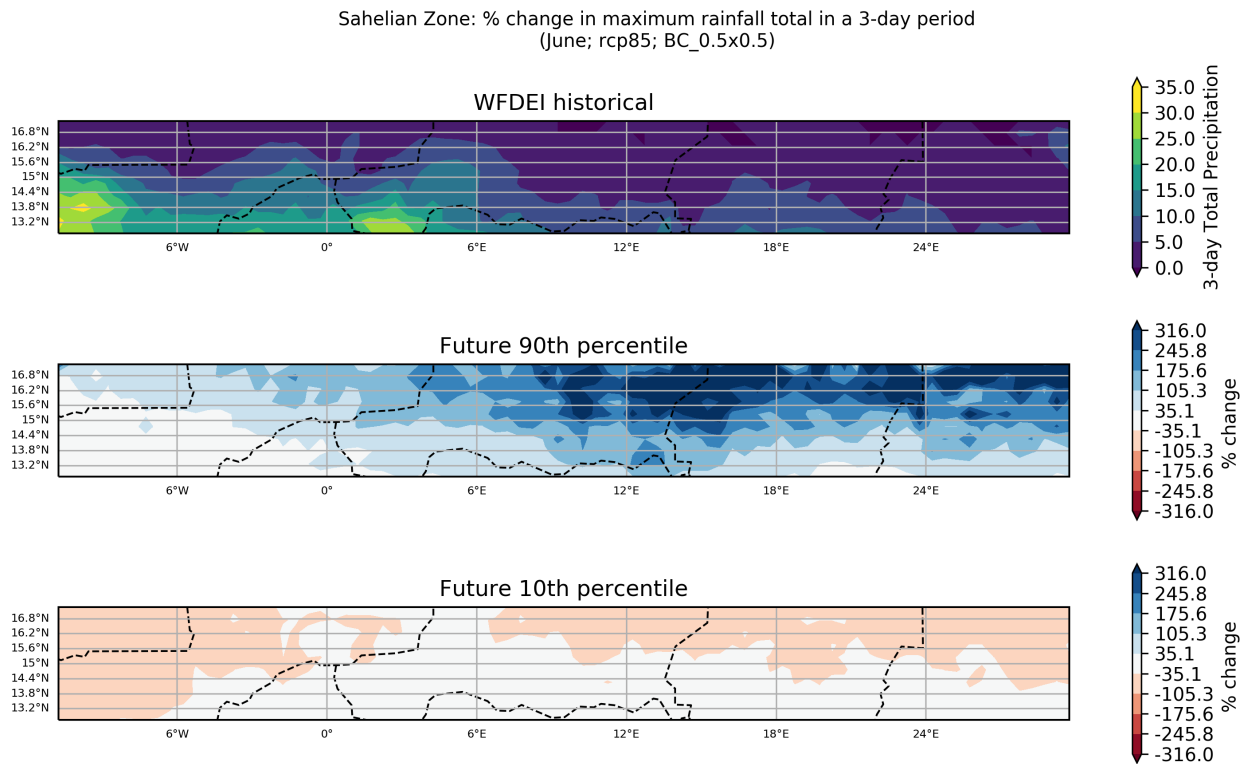 Sahelian Zone: % change in maximum rainfall total in a 3-day period
(June; rcp85; BC_0.5x0.5)
WFDEI historical
16.8°N
16.2°N
15.6°N
15°N
14.4°N
13.8°N
13.2°N
6°W
0°
6°E
12°E
18°E
24°E
35.0
30.0
25.0
20.0
15.0
10.0
5.0
0.0
3-day Total Precipitation
Future 90th percentile
16.8°N
16.2°N
15.6°N
15°N
14.4°N
13.8°N
13.2°N
6°W
0°
6°E
12°E
18°E
24°E
316.0
245.8
175.6
105.3
35.1
-35.1
-105.3
-175.6
-245.8
-316.0
% change
Future 10th percentile
16.8°N
16.2°N
15.6°N
15°N
14.4°N
13.8°N
13.2°N
6°W
0°
6°E
12°E
18°E
24°E
316.0
245.8
175.6
105.3
35.1
-35.1
-105.3
-175.6
-245.8
-316.0
% change